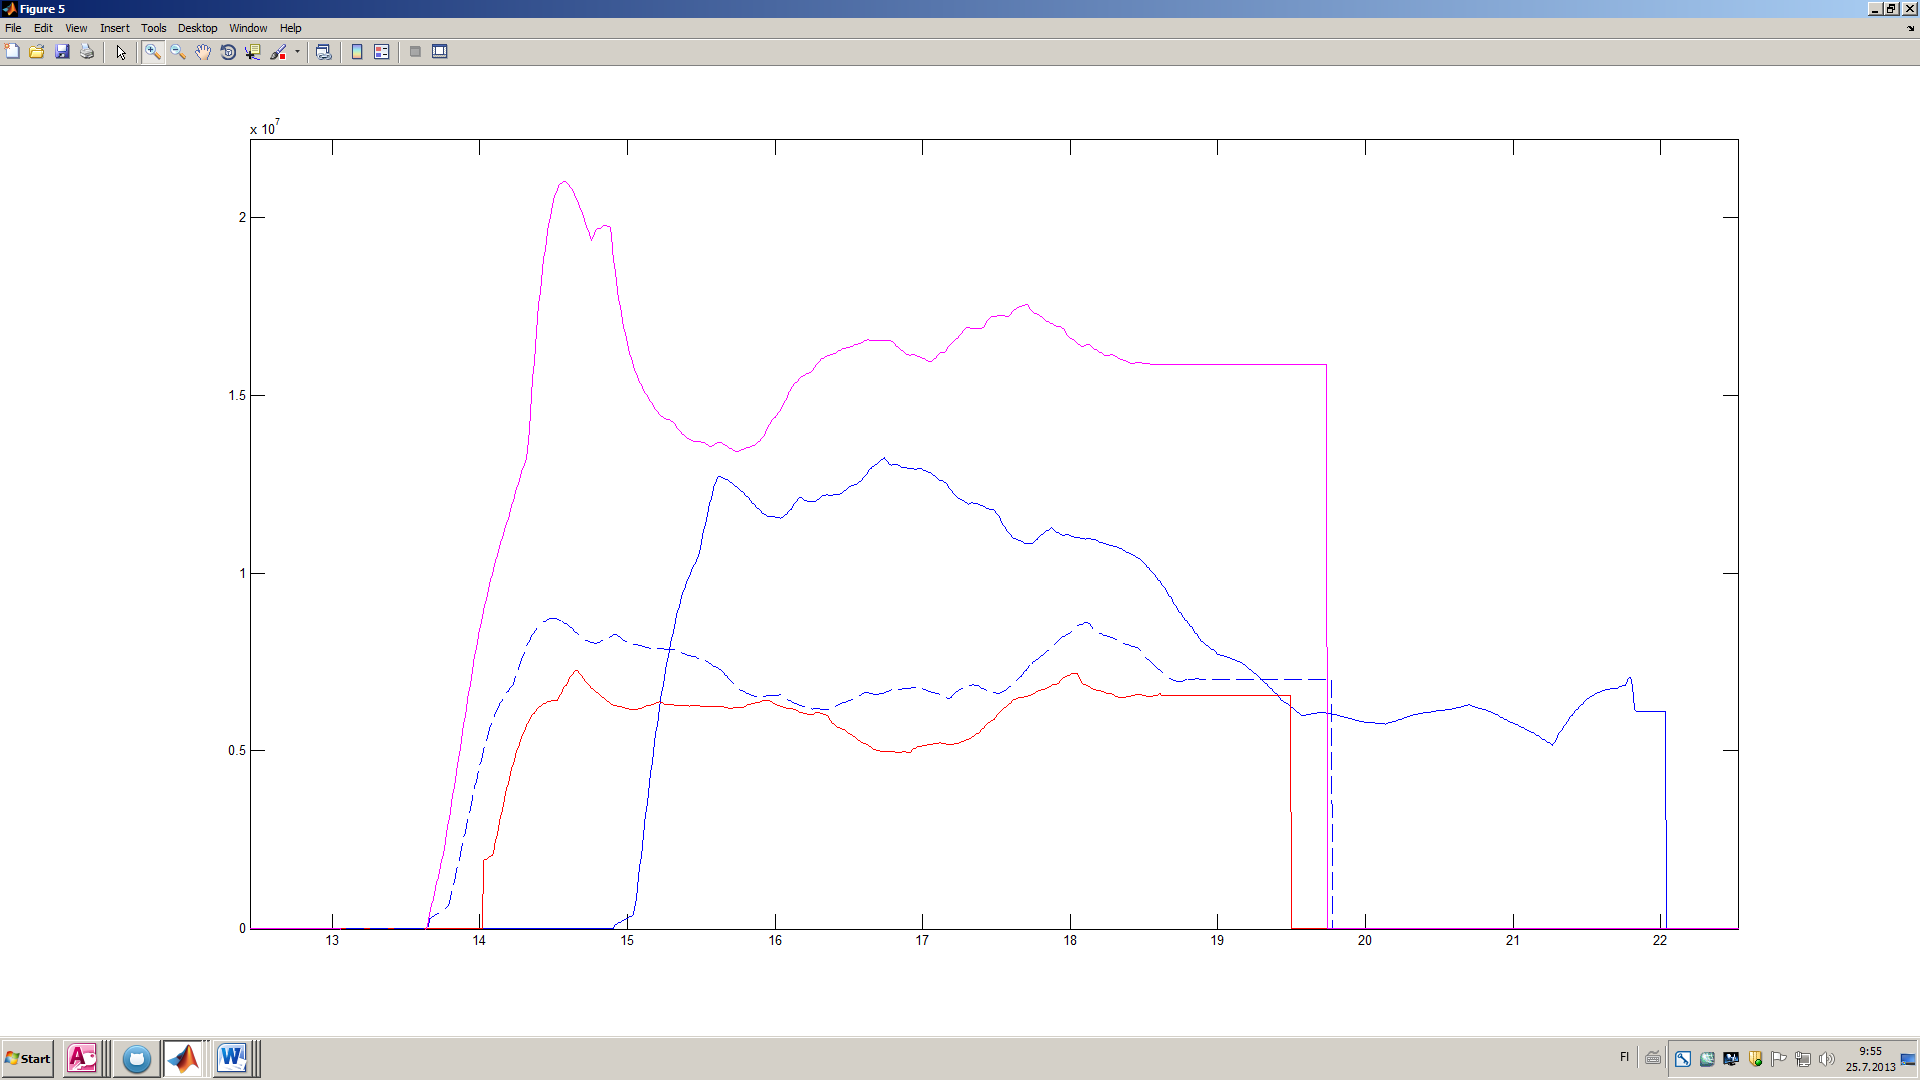 Figure 5
File Edit View Insert Tools Desktop Window Help
x 10^7
2
1.5
1
0.5
0
13 14 15 16 17 18 19 20 21 22
Start
FI
9:55
25.7.2013